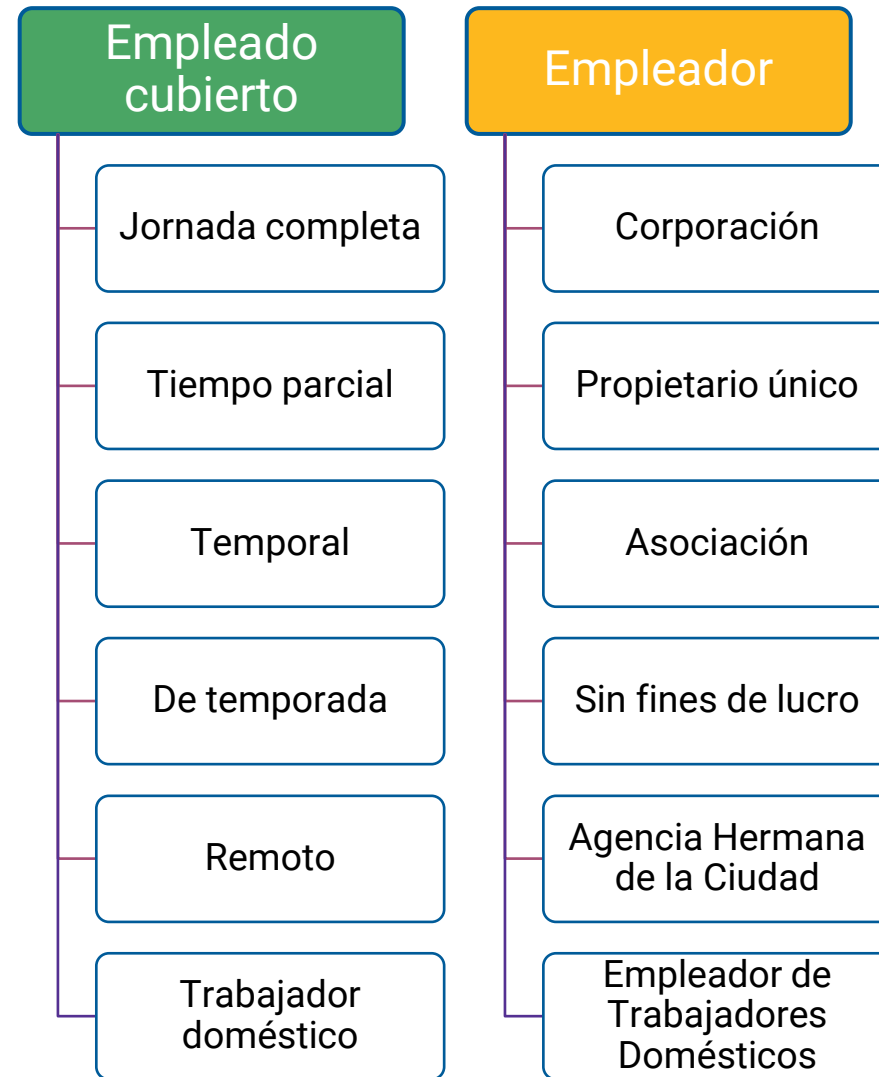 Empleado
cubierto
Jornada completa
Tiempo parcial
Temporal
De temporada
Remoto
Trabajador
doméstico
Empleador
Corporación
Propietario único
Asociación
Sin fines de lucro
Agencia Hermana
de la Ciudad
Empleador de
Trabajadores
Domésticos